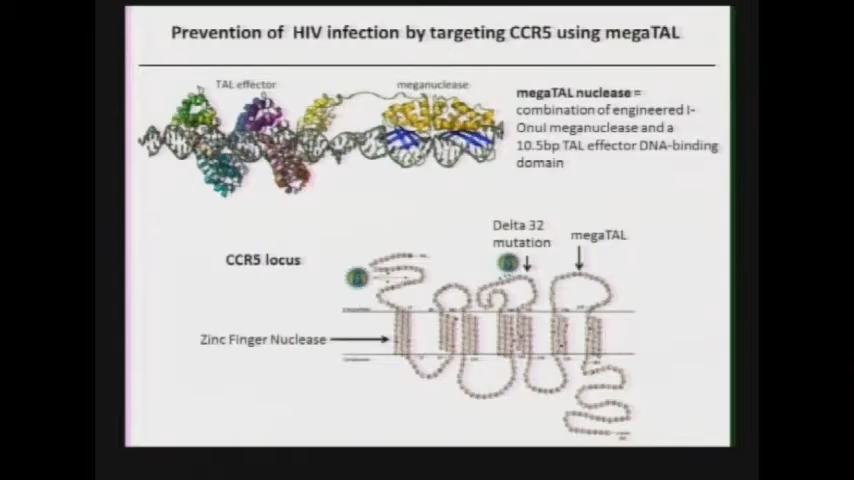 Prevention of HIV infection by targeting CCR5 using megaTAL
TAL effector
meganuclease
megaTAL nuclease =
combination of engineered I-
OnuI meganuclease and a
10.5bp TAL effector DNA-binding
domain
Delta 32
mutation
megaTAL
CCR5 locus
Zinc Finger Nuclease